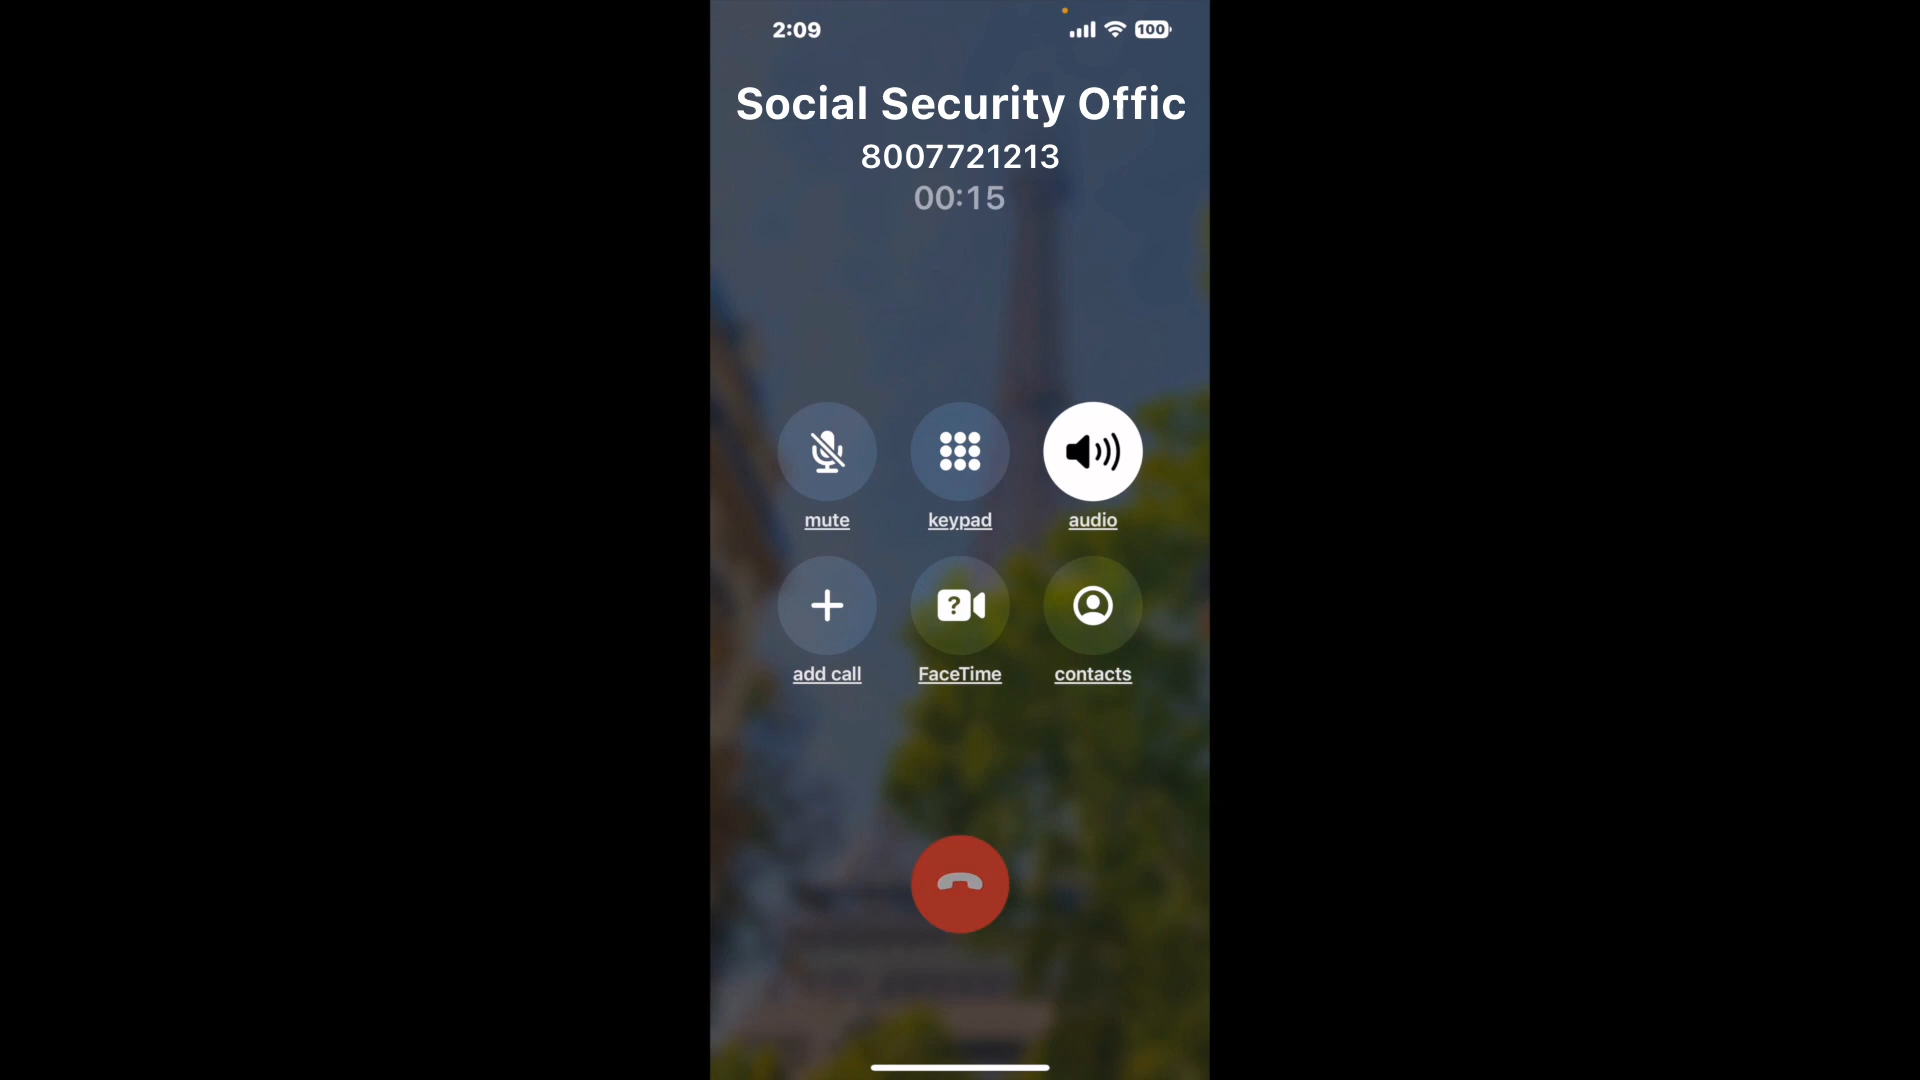 2:09
100
Social Security Offic
8007721213
00:15
mute
keypad
audio
?
add call
FaceTime
contacts